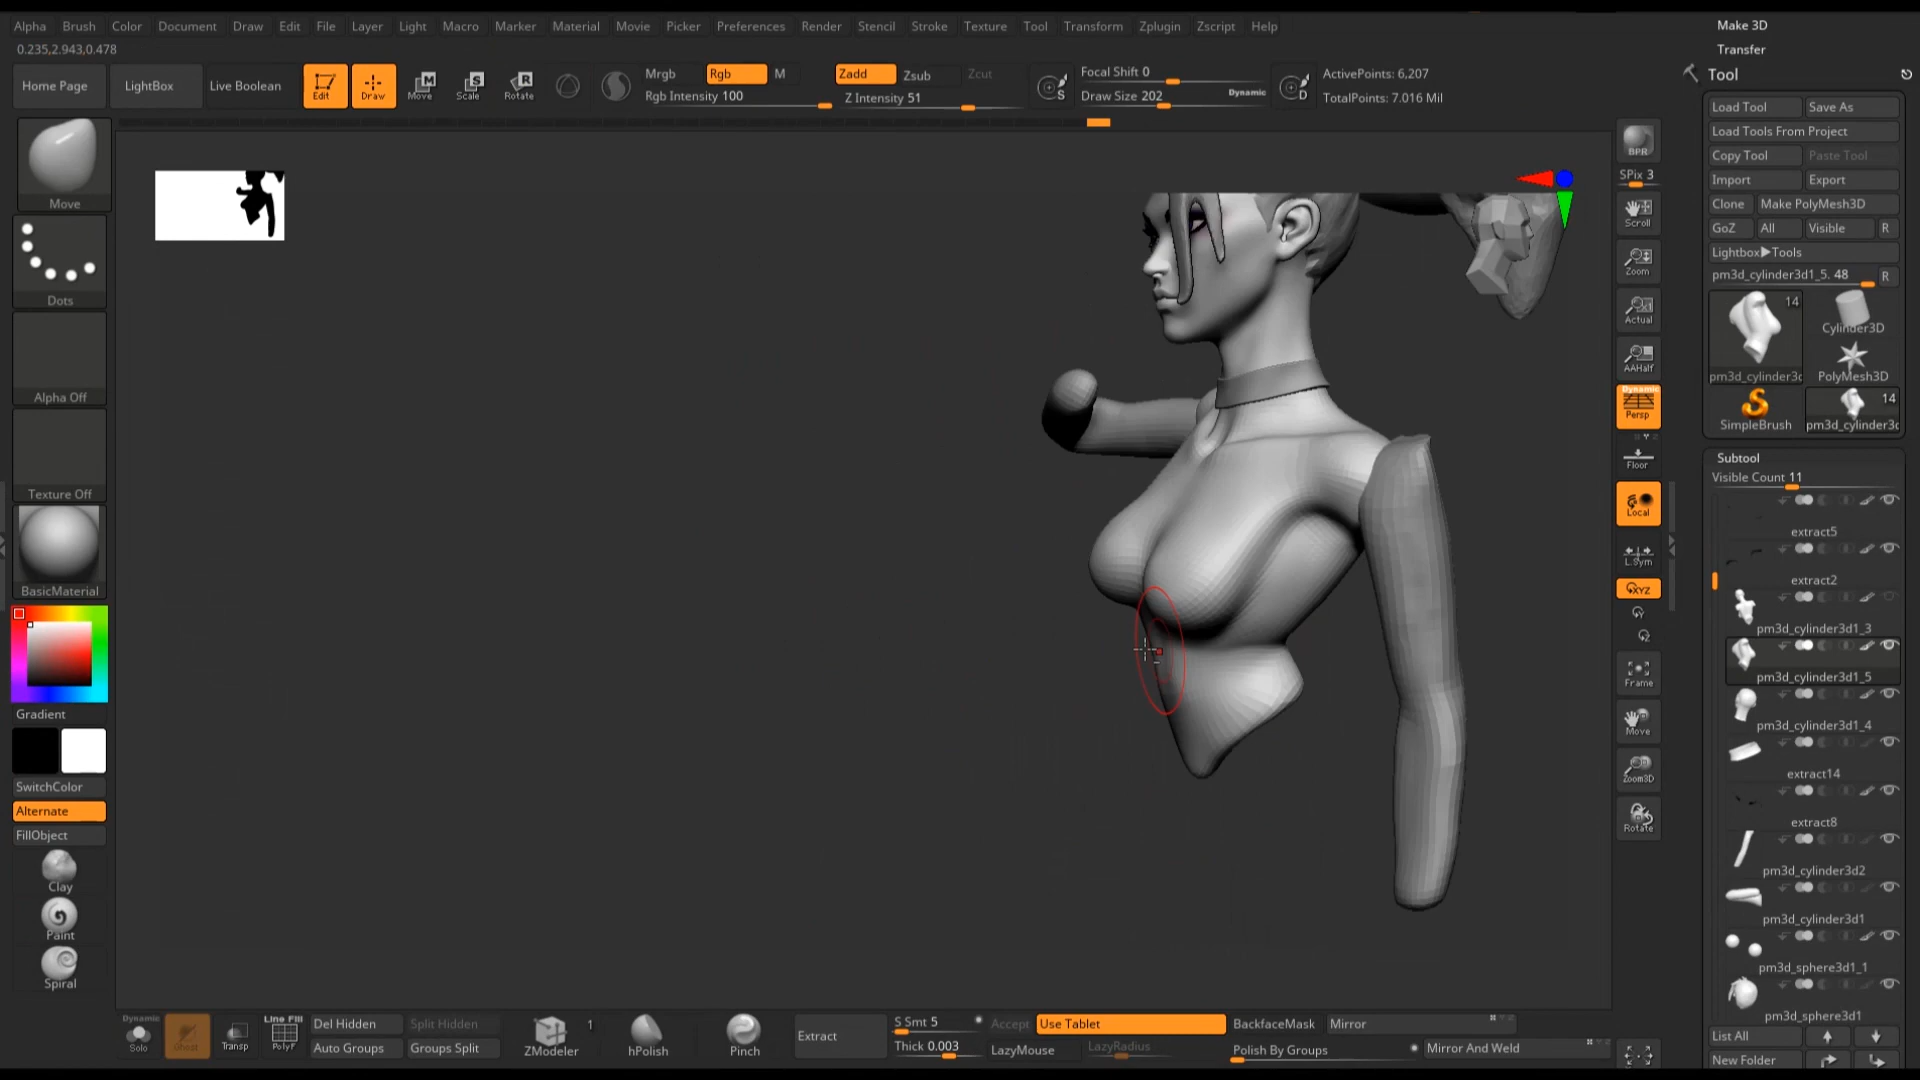 Alpha Brush Color Document Draw Edit File Layer Light Macro Marker Material Movie Picker Preferences Render Stencil Stroke Texture Tool Transform Zplugin Zscript Help
0.235,2.943,0.478
Home Page LightBox Live Boolean Edit Draw Move Scale Rotate
Mrgb Rgb M Zadd Zsub Zcut
Rgb Intensity 100 Z Intensity 51
Focal Shift 0
Draw Size 202 Dynamic
ActivePoints: 6,207
TotalPoints: 7.016 Mil
Make 3D
Transfer
Tool
Load Tool Save As
Load Tools From Project
Copy Tool Paste Tool
Import Export
Clone Make PolyMesh3D
GoZ All Visible R
Lightbox▶Tools
pm3d_cylinder3d1_5. 48 R
14
Cylinder3D
pm3d_cylinder3d PolyMesh3D
14
SimpleBrush pm3d_cylinder3d
Subtool
Visible Count 11
extract5
extract2
pm3d_cylinder3d1_3
pm3d_cylinder3d1_5
pm3d_cylinder3d1_4
extract14
extract8
pm3d_cylinder3d2
pm3d_cylinder3d1
pm3d_sphere3d1_1
pm3d_sphere3d1
List All
New Folder
Move
Dots
Alpha Off
Texture Off
BasicMaterial
Gradient
SwitchColor
Alternate
FillObject
Clay
Paint
Spiral
BPR
SPix 3
Scroll
Zoom
Actual
AAHalf
Dynamic
Persp
Floor
Local
L.Sym
XYZ
Frame
Move
Zoom3D
Rotate
Dynamic
Solo Ghost Transp
Line Fill
PolyF
Del Hidden Split Hidden
Auto Groups Groups Split
ZModeler 1
hPolish
Pinch
Extract
S Smt 5 Accept Use Tablet BackfaceMask Mirror
Thick 0.003 LazyMouse LazyRadius Polish By Groups Mirror And Weld